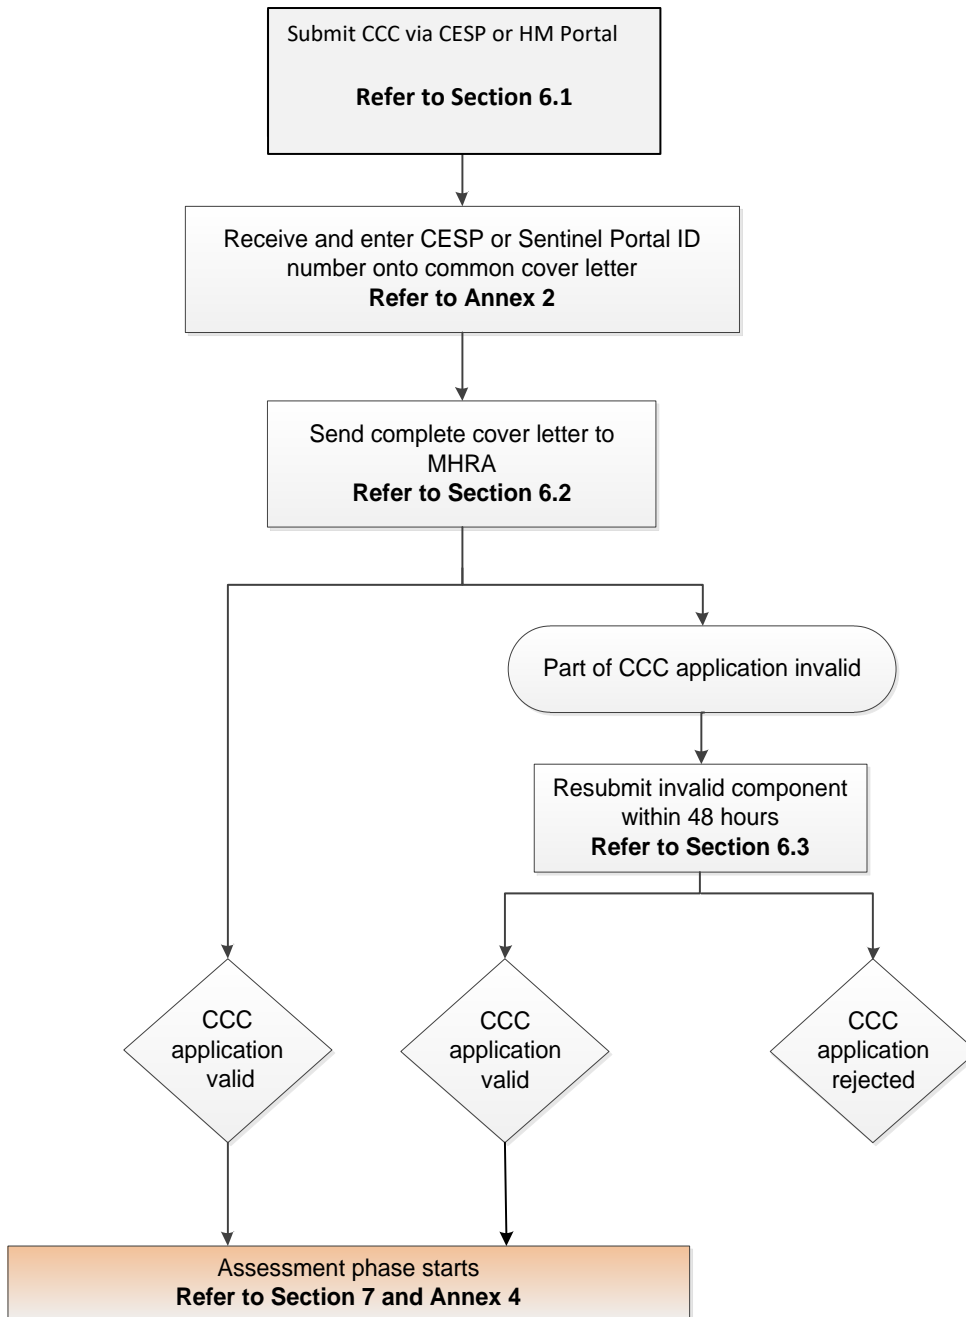 Submit CCC via CESP or HM Portal
Refer to Section 6.1
Receive and enter CESP or Sentinel Portal ID
number onto common cover letter
Refer to Annex 2
Send complete cover letter to
MHRA
Refer to Section 6.2
Part of CCC application invalid
Resubmit invalid component
within 48 hours
Refer to Section 6.3
CCC
application
valid
CCC
application
valid
CCC
application
rejected
Assessment phase starts
Refer to Section 7 and Annex 4